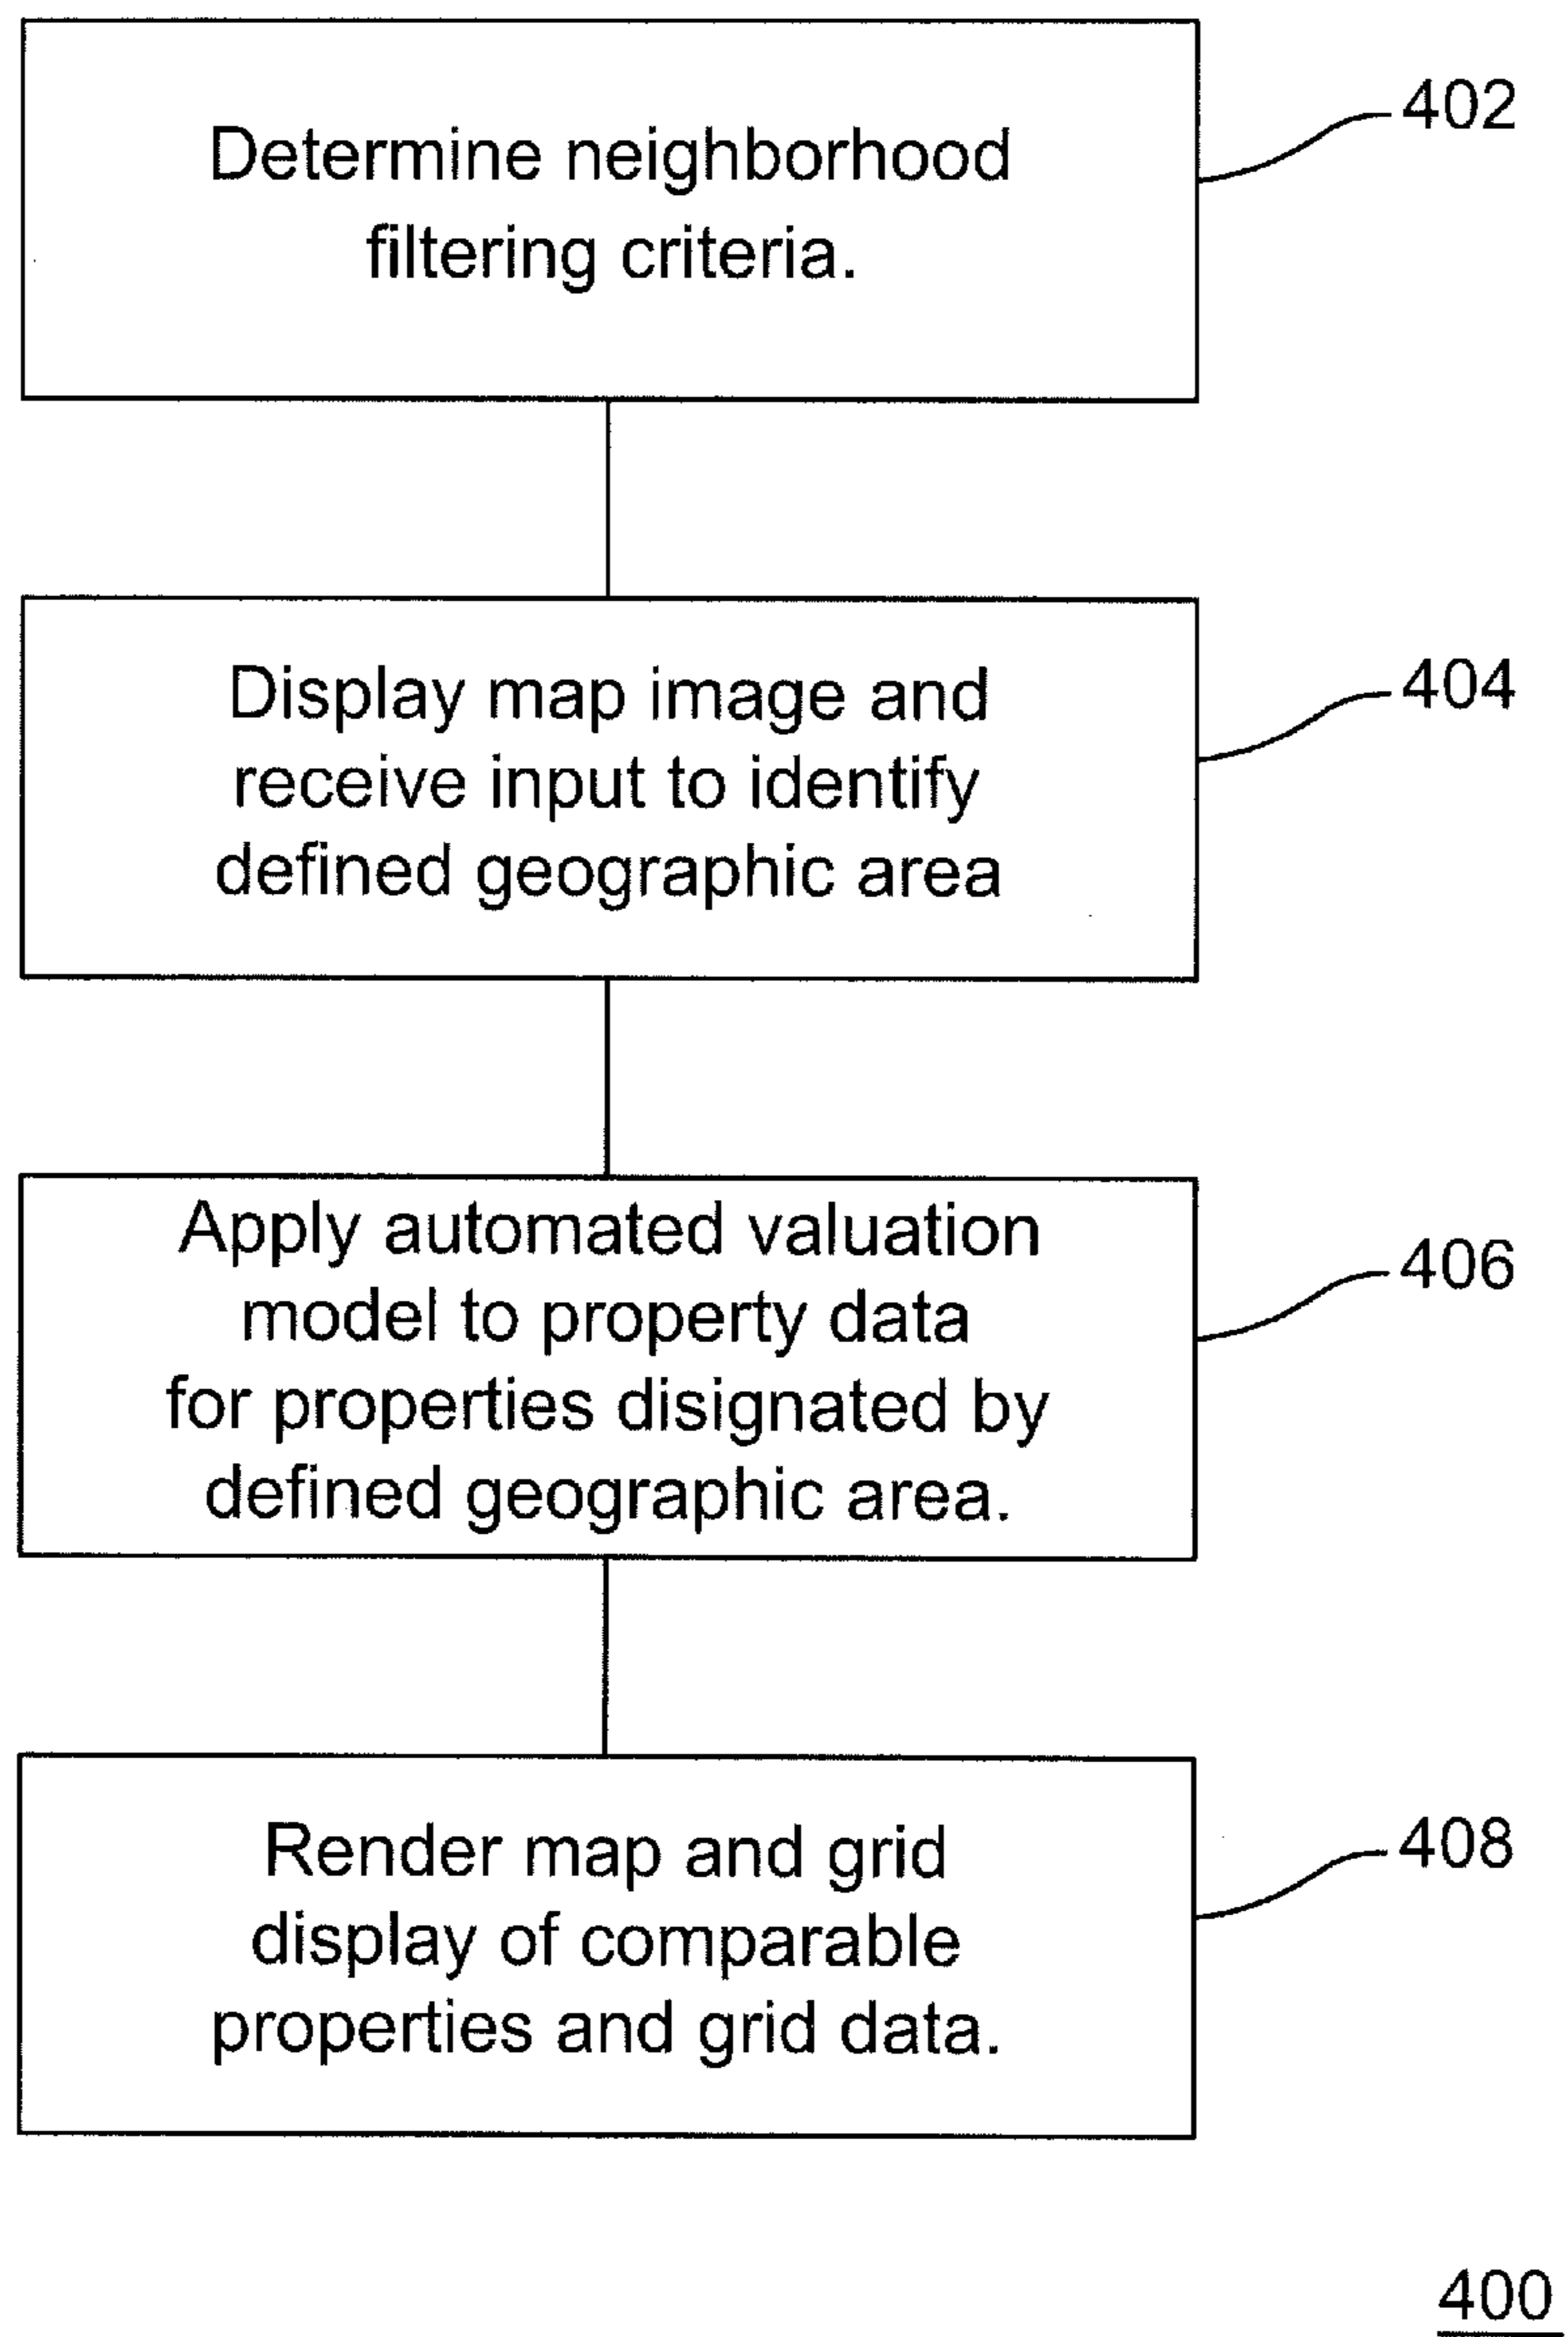 Determine neighborhood
filtering criteria.
402
Display map image and
receive input to identify
defined geographic area
404
Apply automated valuation
model to property data
for properties disignated by
defined geographic area.
406
Render map and grid
display of comparable
properties and grid data.
408
400